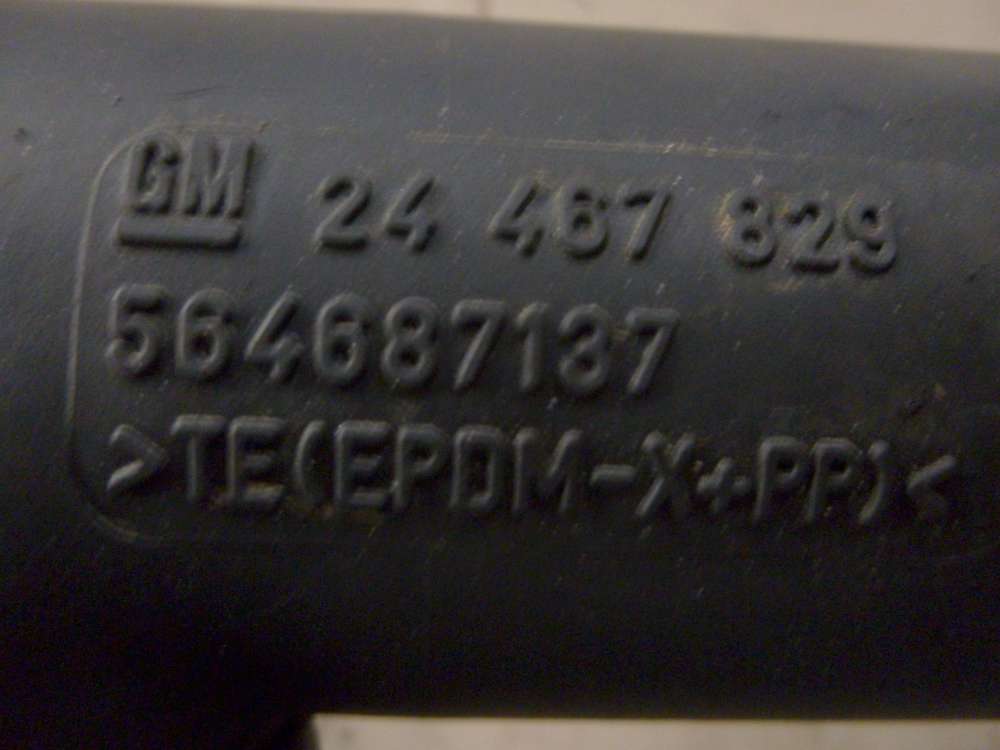 GM 24 467 829
564687137
>TE(EPDM-X+PP)<